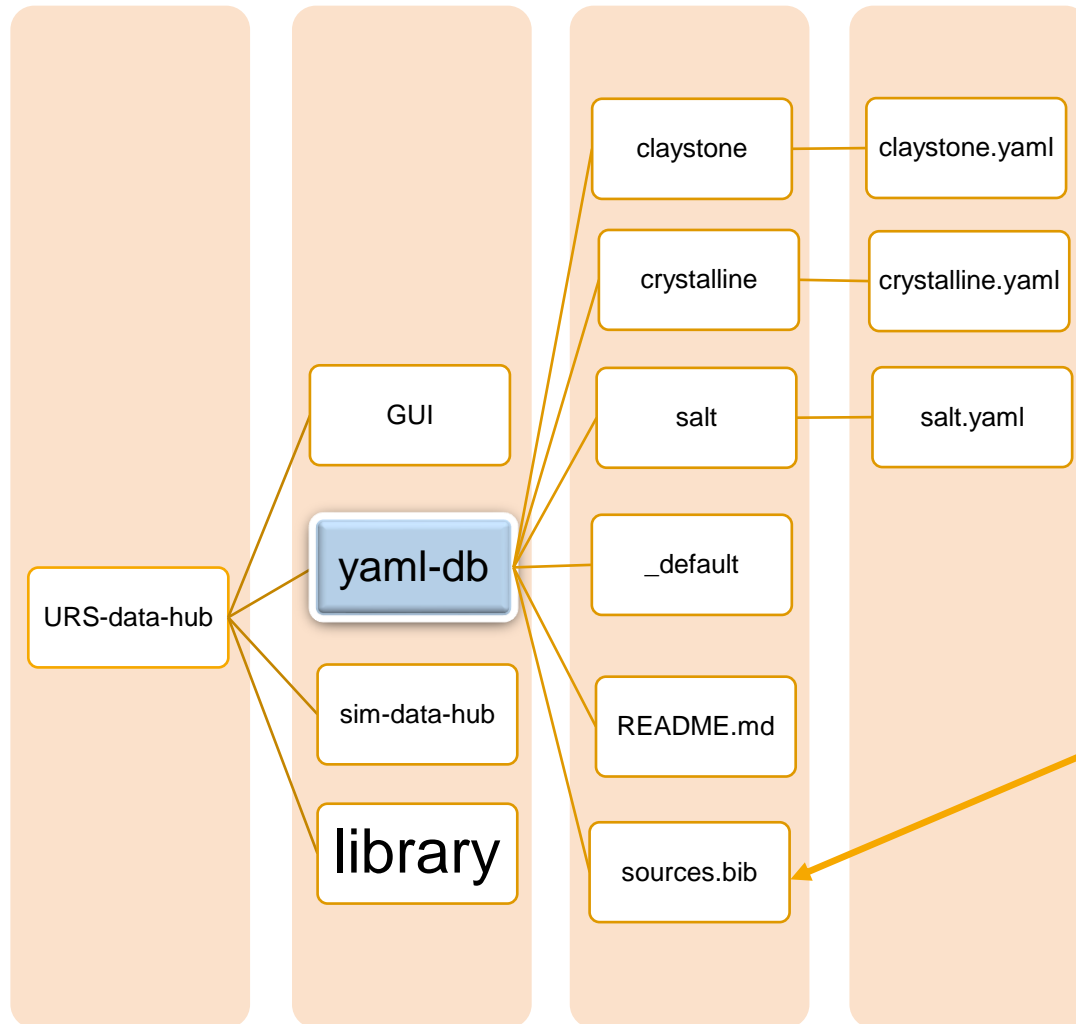 URS-data-hub
GUI
yaml-db
sim-data-hub
library
claystone
crystalline
salt
_default
README.md
sources.bib
claystone.yaml
crystalline.yaml
salt.yaml